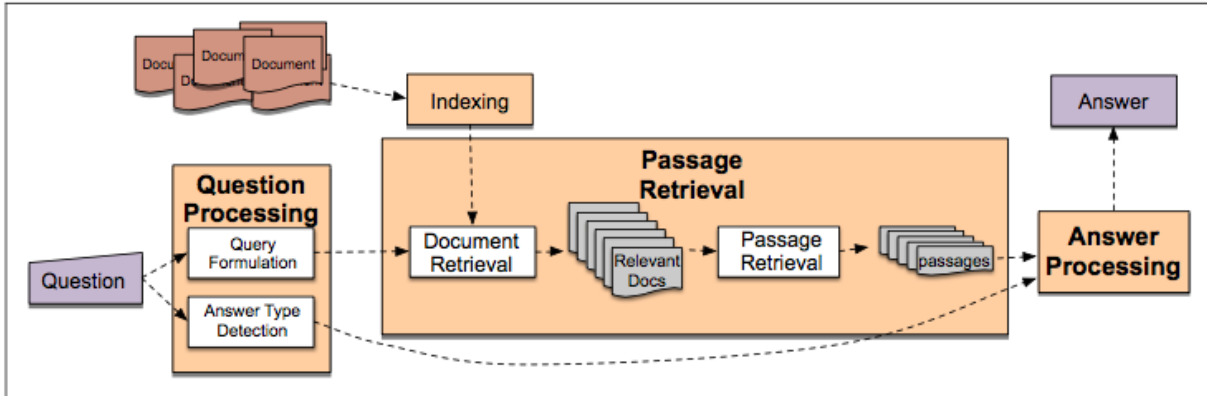 Document
Docum
Docu
Indexing
Answer
Passage
Retrieval
Question
Processing
Query
Formulation
Document
Retrieval
Relevant
Docs
Passage
Retrieval
passages
Answer
Processing
Question
Answer Type
Detection